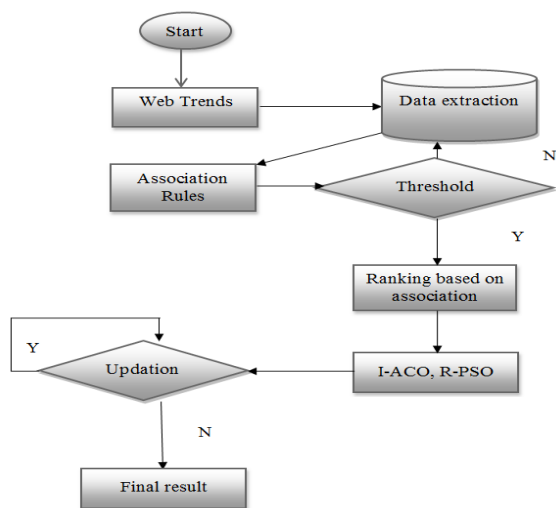 Start
Web Trends
Data extraction
Association
Rules
Threshold
N
Y
Ranking based on
association
I-ACO, R-PSO
Updation
Y
N
Final result